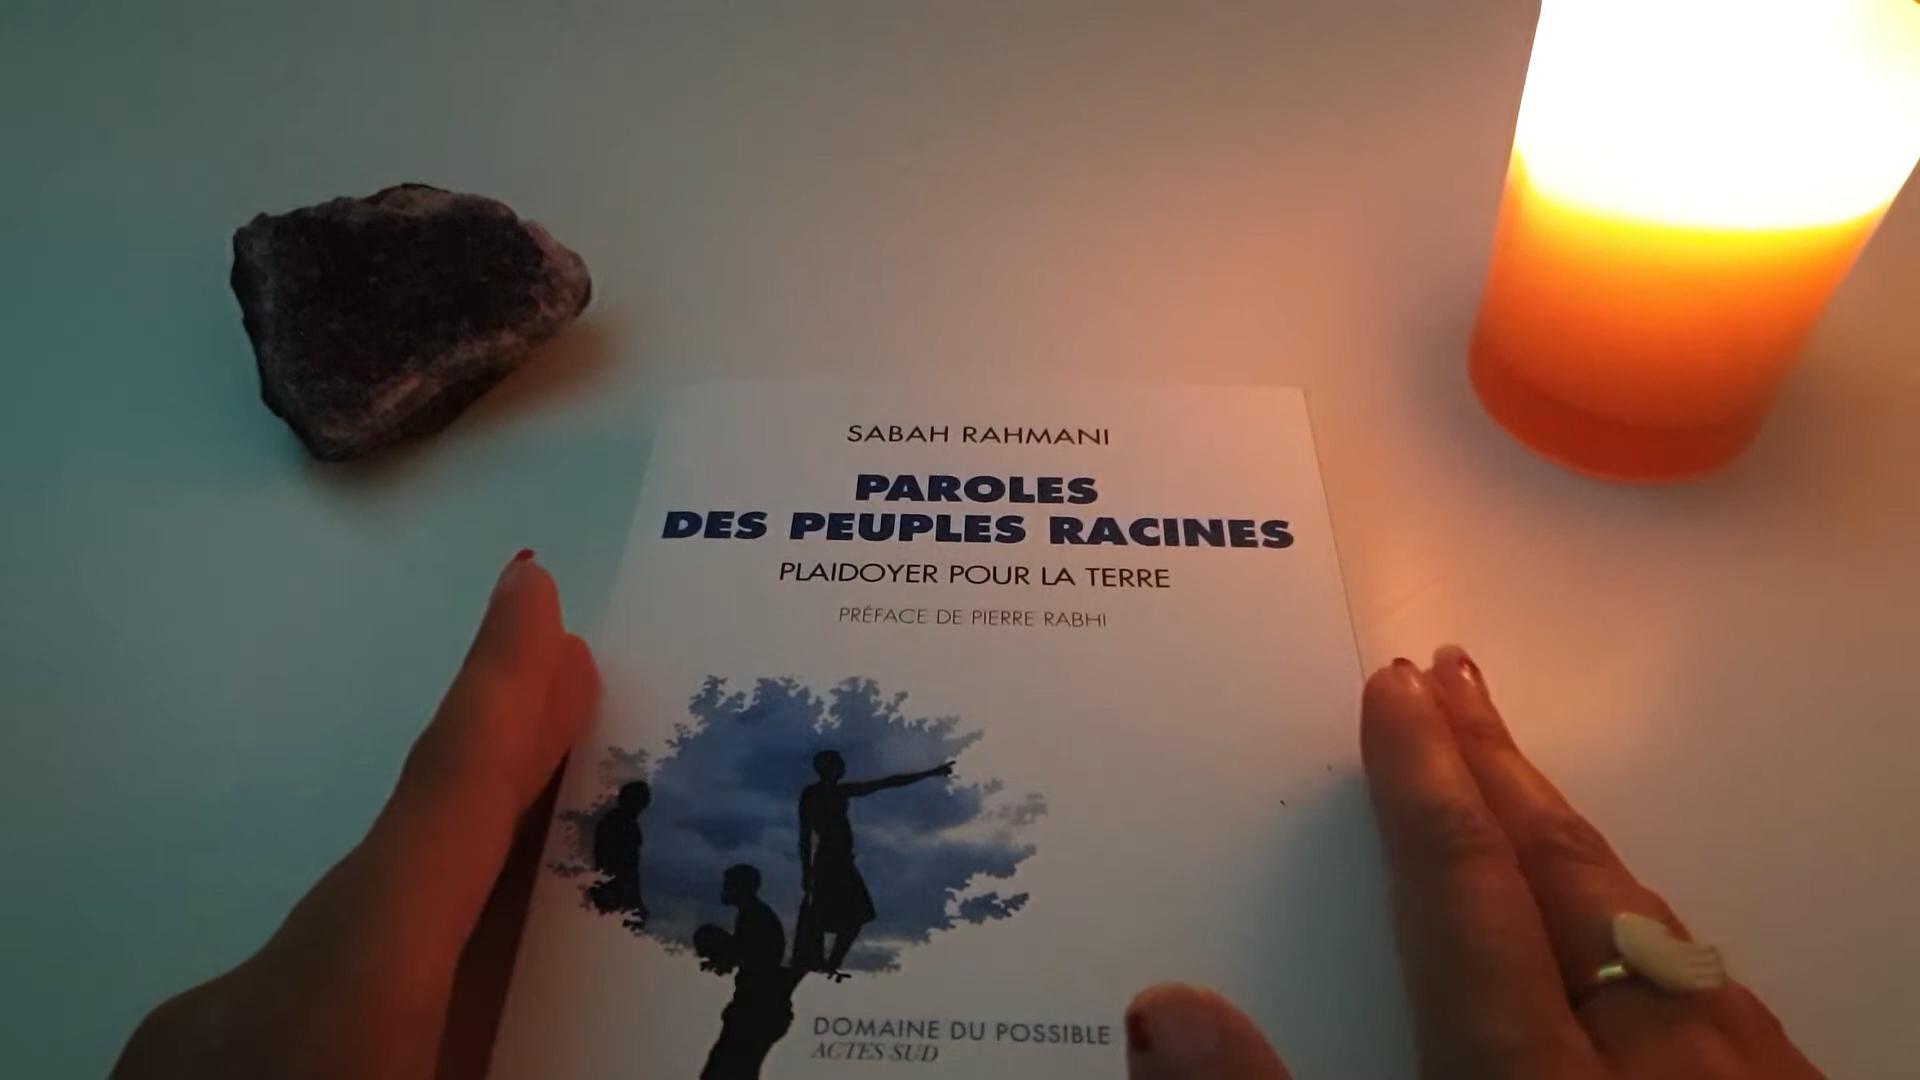 SABAH RAHMANI
PAROLES
DES PEUPLES RACINES
PLAIDOYER POUR LA TERRE
PRÉFACE DE PIERRE RABHI
DOMAINE DU POSSIBLE
ACTES SUD